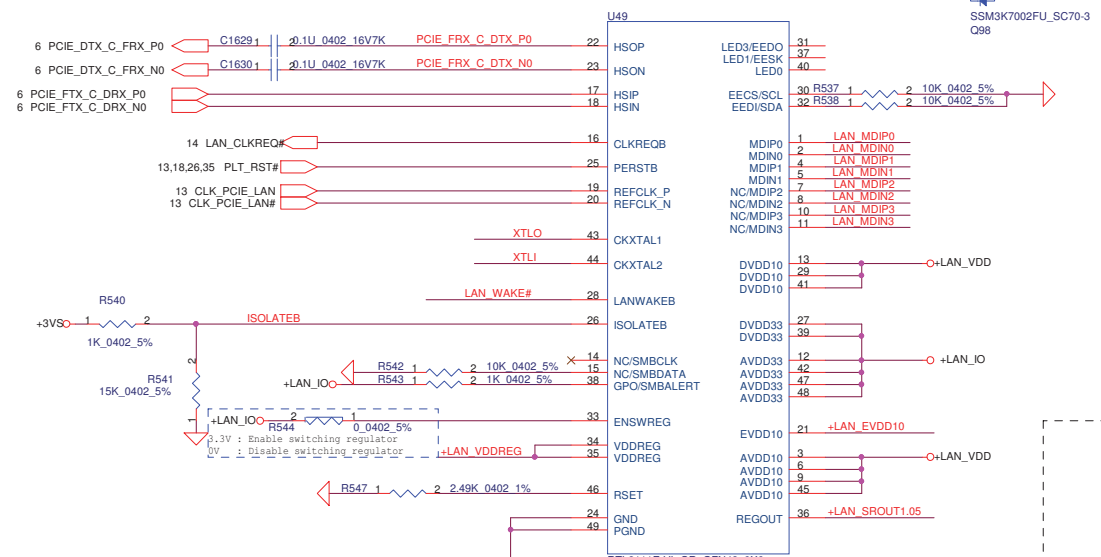 SSM3K7002FU_SC70-3
Q98
U49
6 PCIE_DTX_C_FRX_P0 C1629 1 2 0.1U_0402_16V7K PCIE_FRX_C_DTX_P0 22 HSOP
6 PCIE_DTX_C_FRX_N0 C1630 1 2 0.1U_0402_16V7K PCIE_FRX_C_DTX_N0 23 HSON
6 PCIE_FTX_C_DRX_P0 17 HSIP
6 PCIE_FTX_C_DRX_N0 18 HSIN
14 LAN_CLKREQ# 16 CLKREQB
13,18,26,35 PLT_RST# 25 PERSTB
13 CLK_PCIE_LAN 19 REFCLK_P
13 CLK_PCIE_LAN# 20 REFCLK_N
XTLO 43 CKXTAL1
XTLI 44 CKXTAL2
LAN_WAKE# 28 LANWAKEB
R540
+3VS 1 2 ISOLATEB 26 ISOLATEB
1K_0402_5%
2
R541
15K_0402_5%
1
14 NC/SMBCLK
R542 1 2 10K_0402_5% 15 NC/SMBDATA
+LAN_IO R543 1 2 1K_0402_5% 38 GPO/SMBALERT
+LAN_IO 2 1 33 ENSWREG
R544 0_0402_5%
3.3V : Enable switching regulator
0V : Disable switching regulator
34 VDDREG
+LAN_VDDREG 35 VDDREG
R547 1 2 2.49K_0402_1% 46 RSET
24 GND
49 PGND
LED3/EEDO 31
LED1/EESK 37
LED0 40
EECS/SCL 30 R537 1 2 10K_0402_5%
EEDI/SDA 32 R538 1 2 10K_0402_5%
MDIP0 1 LAN_MDIP0
MDIN0 2 LAN_MDIN0
MDIP1 4 LAN_MDIP1
MDIN1 5 LAN_MDIN1
NC/MDIP2 7 LAN_MDIP2
NC/MDIN2 8 LAN_MDIN2
NC/MDIP3 10 LAN_MDIP3
NC/MDIN3 11 LAN_MDIN3
DVDD10 13 +LAN_VDD
DVDD10 29
DVDD10 41
DVDD33 27
DVDD33 39
AVDD33 12 +LAN_IO
AVDD33 42
AVDD33 47
AVDD33 48
EVDD10 21 +LAN_EVDD10
AVDD10 3 +LAN_VDD
AVDD10 6
AVDD10 9
AVDD10 45
REGOUT 36 +LAN_SROUT1.05